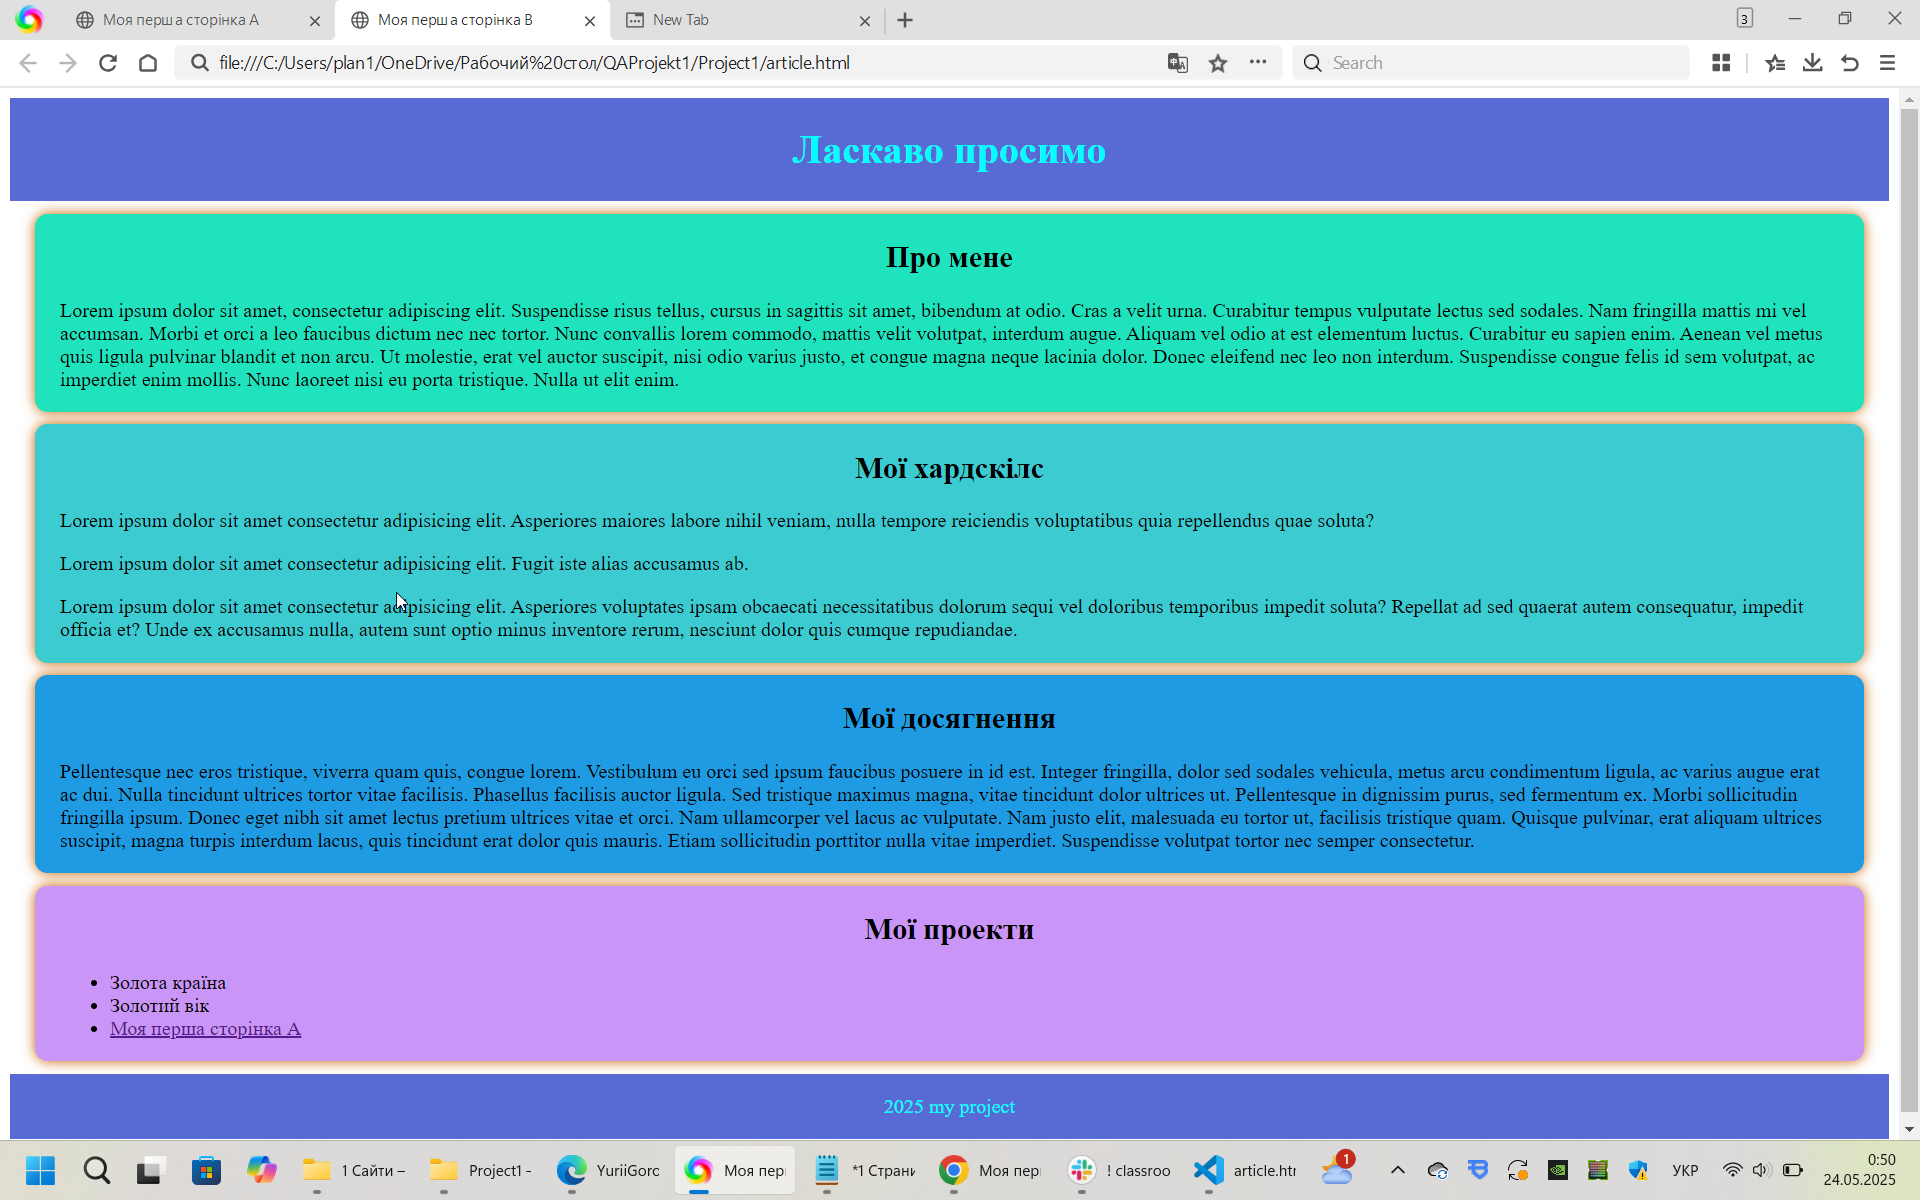 Моя перша сторінка A
Моя перша сторінка B
New Tab
3
file:///C:/Users/plan1/OneDrive/Рабочий%20стол/QAProjekt1/Project1/article.html
Search
Ласкаво просимо
Про мене
Lorem ipsum dolor sit amet, consectetur adipiscing elit. Suspendisse risus tellus, cursus in sagittis sit amet, bibendum at odio. Cras a velit urna. Curabitur tempus vulputate lectus sed sodales. Nam fringilla mattis mi vel
accumsan. Morbi et orci a leo faucibus dictum nec nec tortor. Nunc convallis lorem commodo, mattis velit volutpat, interdum augue. Aliquam vel odio at est elementum luctus. Curabitur eu sapien enim. Aenean vel metus
quis ligula pulvinar blandit et non arcu. Ut molestie, erat vel auctor suscipit, nisi odio varius justo, et congue magna neque lacinia dolor. Donec eleifend nec leo non interdum. Suspendisse congue felis id sem volutpat, ac
imperdiet enim mollis. Nunc laoreet nisi eu porta tristique. Nulla ut elit enim.
Мої хардскілс
Lorem ipsum dolor sit amet consectetur adipisicing elit. Asperiores maiores labore nihil veniam, nulla tempore reiciendis voluptatibus quia repellendus quae soluta?
Lorem ipsum dolor sit amet consectetur adipisicing elit. Fugit iste alias accusamus ab.
Lorem ipsum dolor sit amet consectetur adipisicing elit. Asperiores voluptates ipsam obcaecati necessitatibus dolorum sequi vel doloribus temporibus impedit soluta? Repellat ad sed quaerat autem consequatur, impedit
officia et? Unde ex accusamus nulla, autem sunt optio minus inventore rerum, nesciunt dolor quis cumque repudiandae.
Мої досягнення
Pellentesque nec eros tristique, viverra quam quis, congue lorem. Vestibulum eu orci sed ipsum faucibus posuere in id est. Integer fringilla, dolor sed sodales vehicula, metus arcu condimentum ligula, ac varius augue erat
ac dui. Nulla tincidunt ultrices tortor vitae facilisis. Phasellus facilisis auctor ligula. Sed tristique maximus magna, vitae tincidunt dolor ultrices ut. Pellentesque in dignissim purus, sed fermentum ex. Morbi sollicitudin
fringilla ipsum. Donec eget nibh sit amet lectus pretium ultrices vitae et orci. Nam ullamcorper vel lacus ac vulputate. Nam justo elit, malesuada eu tortor ut, facilisis tristique quam. Quisque pulvinar, erat aliquam ultrices
suscipit, magna turpis interdum lacus, quis tincidunt erat dolor quis mauris. Etiam sollicitudin porttitor nulla vitae imperdiet. Suspendisse volutpat tortor nec semper consectetur.
Мої проекти
Золота країна
Золотий вік
Моя перша сторінка A
2025 my project
1 Сайти –
Project1 -
YuriiGoro
Моя пер
*1 Страни
Моя пер
! classroo
article.ht
1
УКР
0:50
24.05.2025